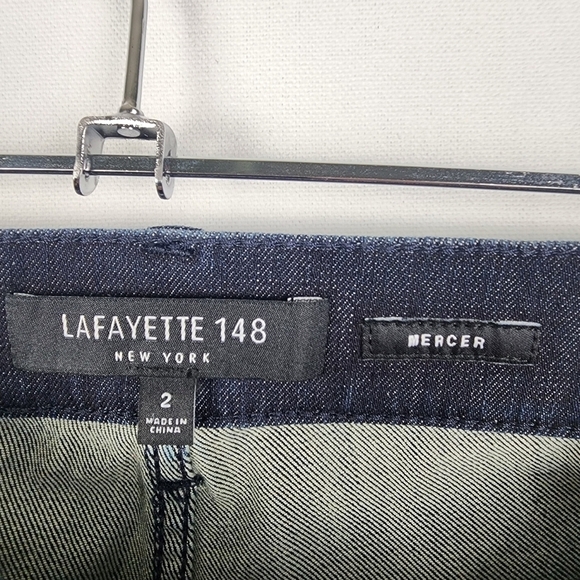 LAFAYETTE 148
NEW YORK
MERCER
2
MADE IN
CHINA